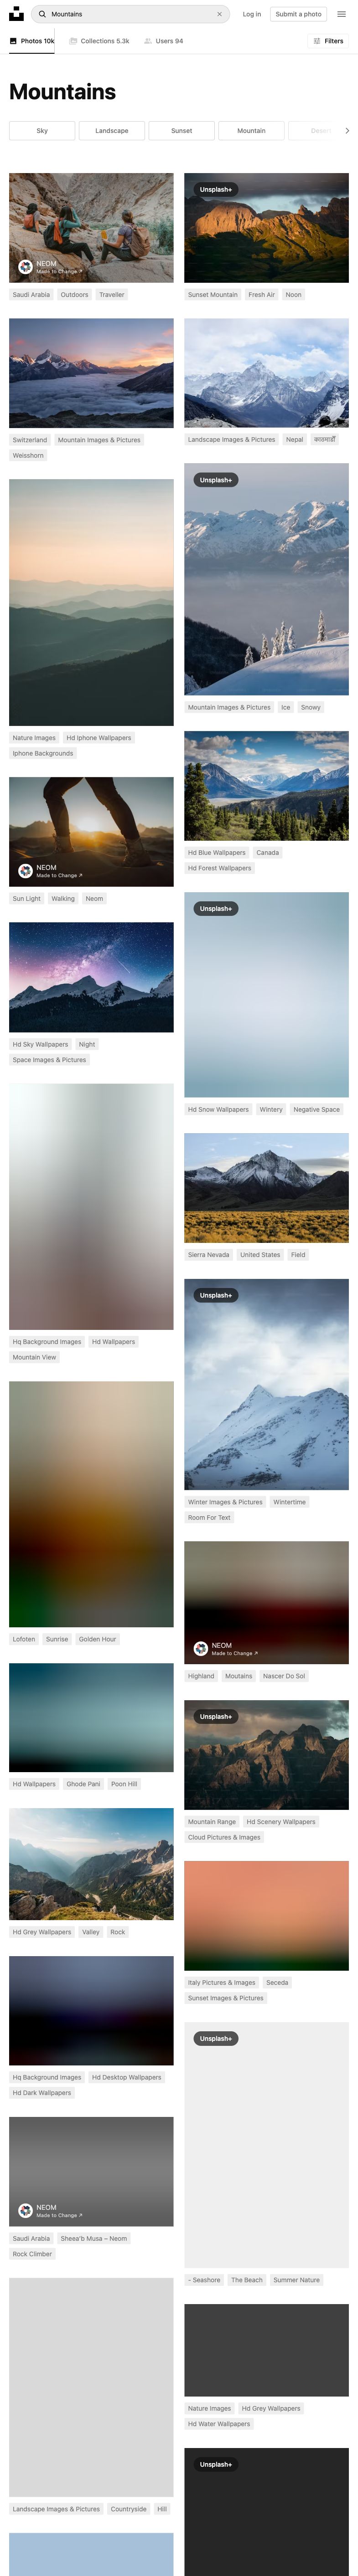 Mountains
Log in
Submit a photo
Photos 10k
Collections 5.3k
Users 94
Filters
Mountains
Sky
Landscape
Sunset
Mountain
NEOM
Made to Change ↗
Saudi Arabia
Outdoors
Traveller
Unsplash+
Sunset Mountain
Fresh Air
Noon
Switzerland
Mountain Images & Pictures
Weisshorn
Landscape Images & Pictures
Nepal
काठमाडौँ
Nature Images
Hd Iphone Wallpapers
Iphone Backgrounds
Unsplash+
Mountain Images & Pictures
Ice
Snowy
NEOM
Made to Change ↗
Sun Light
Walking
Neom
Hd Blue Wallpapers
Canada
Hd Forest Wallpapers
Hd Sky Wallpapers
Night
Space Images & Pictures
Unsplash+
Hd Snow Wallpapers
Wintery
Negative Space
Hq Background Images
Hd Wallpapers
Mountain View
Sierra Nevada
United States
Field
Lofoten
Sunrise
Golden Hour
Unsplash+
Winter Images & Pictures
Wintertime
Room For Text
Hd Wallpapers
Ghode Pani
Poon Hill
NEOM
Made to Change ↗
Highland
Moutains
Nascer Do Sol
Hd Grey Wallpapers
Valley
Rock
Unsplash+
Mountain Range
Hd Scenery Wallpapers
Cloud Pictures & Images
Hq Background Images
Hd Desktop Wallpapers
Hd Dark Wallpapers
Italy Pictures & Images
Seceda
Sunset Images & Pictures
NEOM
Made to Change ↗
Saudi Arabia
Sheea'b Musa – Neom
Rock Climber
Unsplash+
- Seashore
The Beach
Summer Nature
Landscape Images & Pictures
Countryside
Hill
Nature Images
Hd Grey Wallpapers
Hd Water Wallpapers
Unsplash+